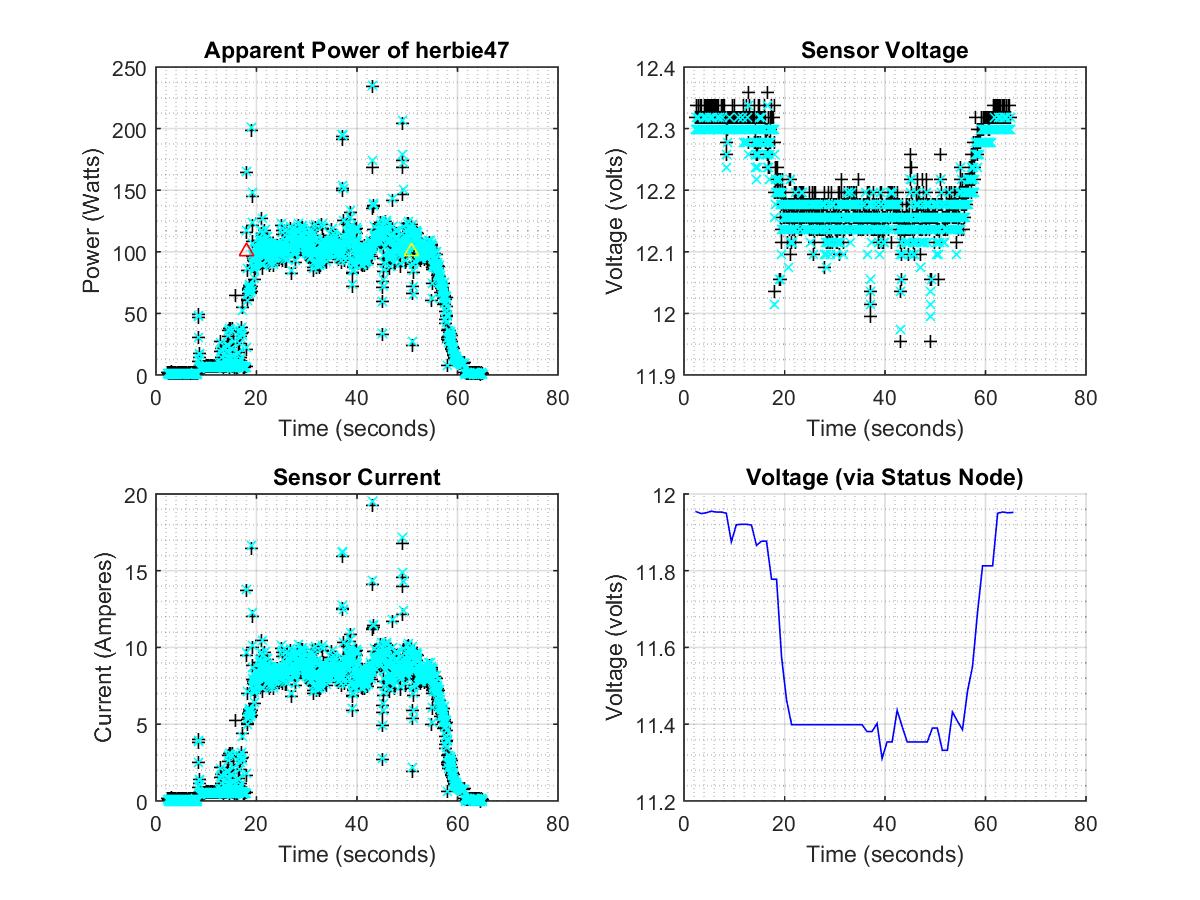 Apparent Power of herbie47
250
200
150
100
50
0
Power (Watts)
0 20 40 60 80
Time (seconds)
Sensor Voltage
12.4
12.3
12.2
12.1
12
11.9
Voltage (volts)
0 20 40 60 80
Time (seconds)
Sensor Current
20
15
10
5
0
Current (Amperes)
0 20 40 60 80
Time (seconds)
Voltage (via Status Node)
12
11.8
11.6
11.4
11.2
Voltage (volts)
0 20 40 60 80
Time (seconds)